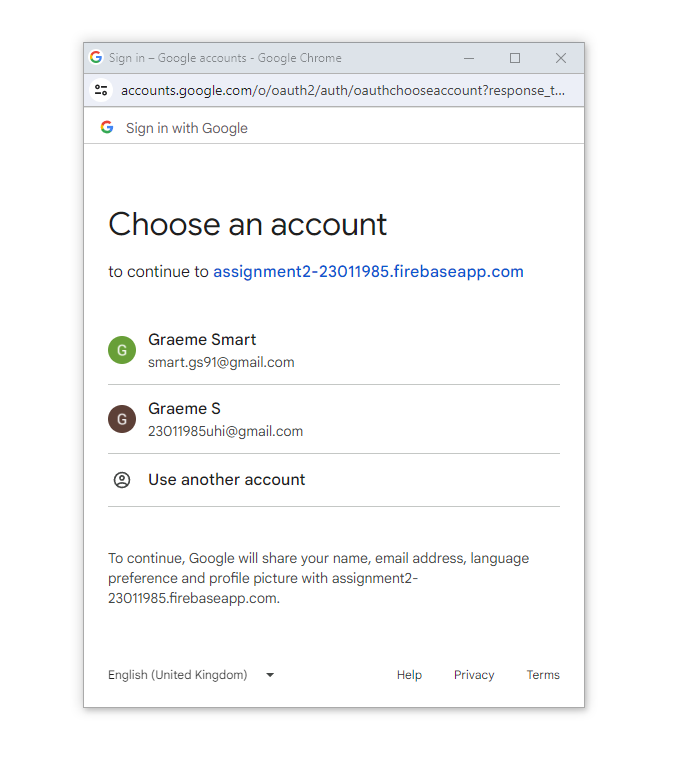 Sign in – Google accounts - Google Chrome
accounts.google.com/o/oauth2/auth/oauthchooseaccount?response_t...
Sign in with Google
Choose an account
to continue to assignment2-23011985.firebaseapp.com
G
Graeme Smart
smart.gs91@gmail.com
G
Graeme S
23011985uhi@gmail.com
Use another account
To continue, Google will share your name, email address, language
preference and profile picture with assignment2-
23011985.firebaseapp.com.
English (United Kingdom)
Help
Privacy
Terms